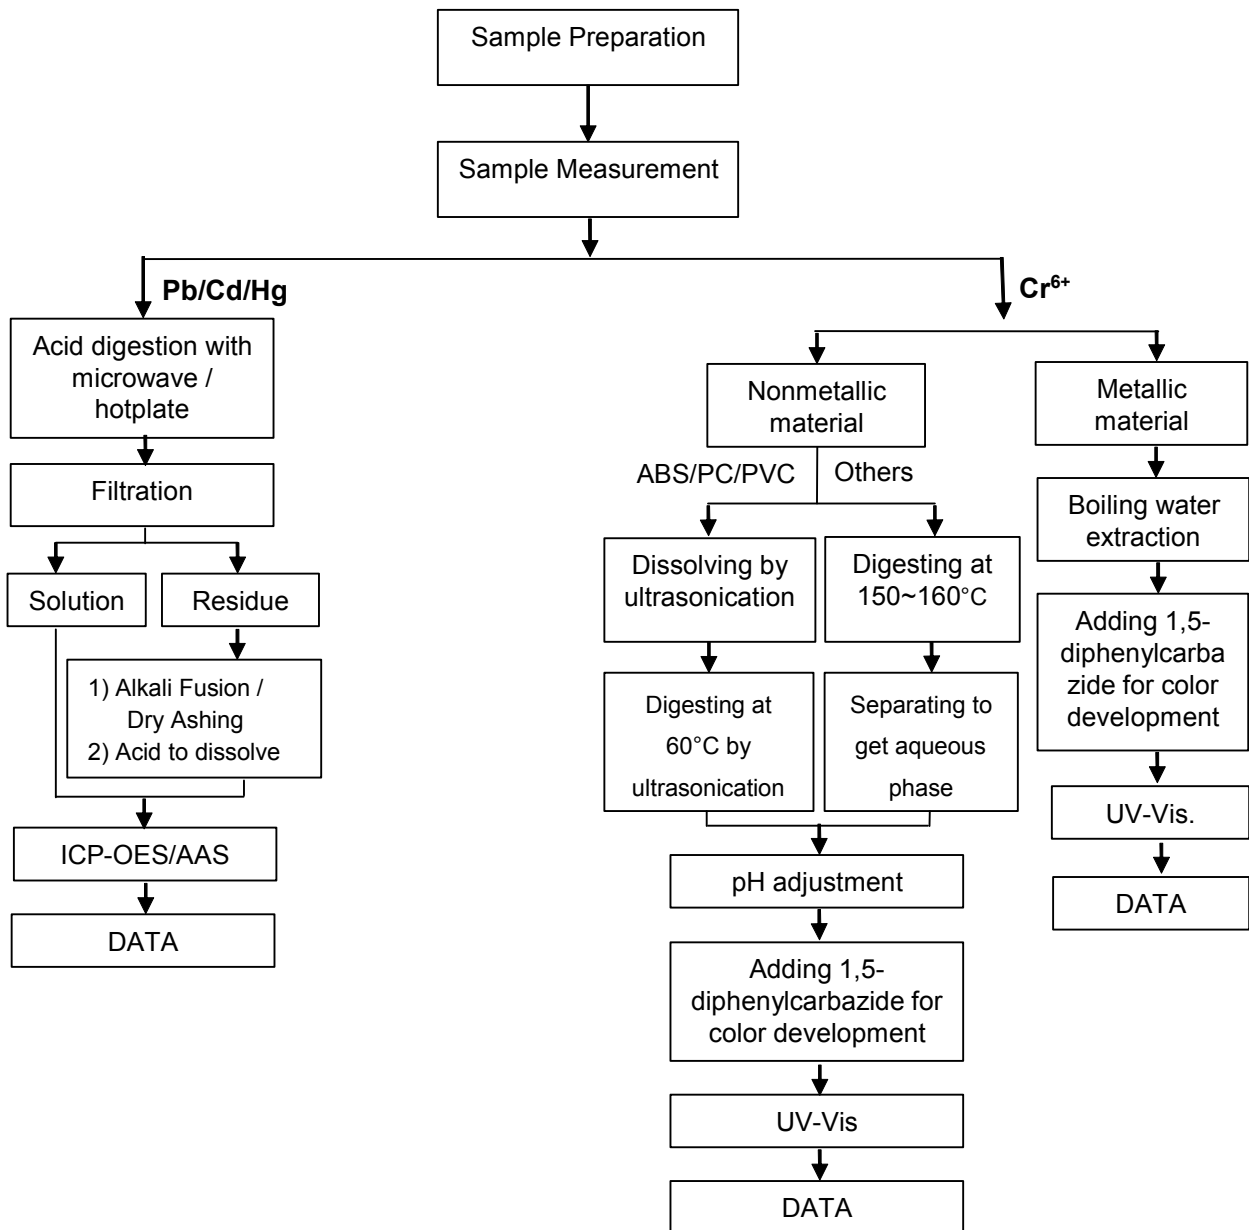 Sample Preparation
Sample Measurement
Pb/Cd/Hg
Acid digestion with
microwave /
hotplate
Filtration
Solution
Residue
1) Alkali Fusion /
Dry Ashing
2) Acid to dissolve
ICP-OES/AAS
DATA
Cr⁶⁺
Nonmetallic
material
ABS/PC/PVC
Others
Dissolving by
ultrasonication
Digesting at
60°C by
ultrasonication
Digesting at
150~160°C
Separating to
get aqueous
phase
pH adjustment
Adding 1,5-
diphenylcarbazide for
color development
UV-Vis
DATA
Metallic
material
Boiling water
extraction
Adding 1,5-
diphenylcarba
zide for color
development
UV-Vis.
DATA